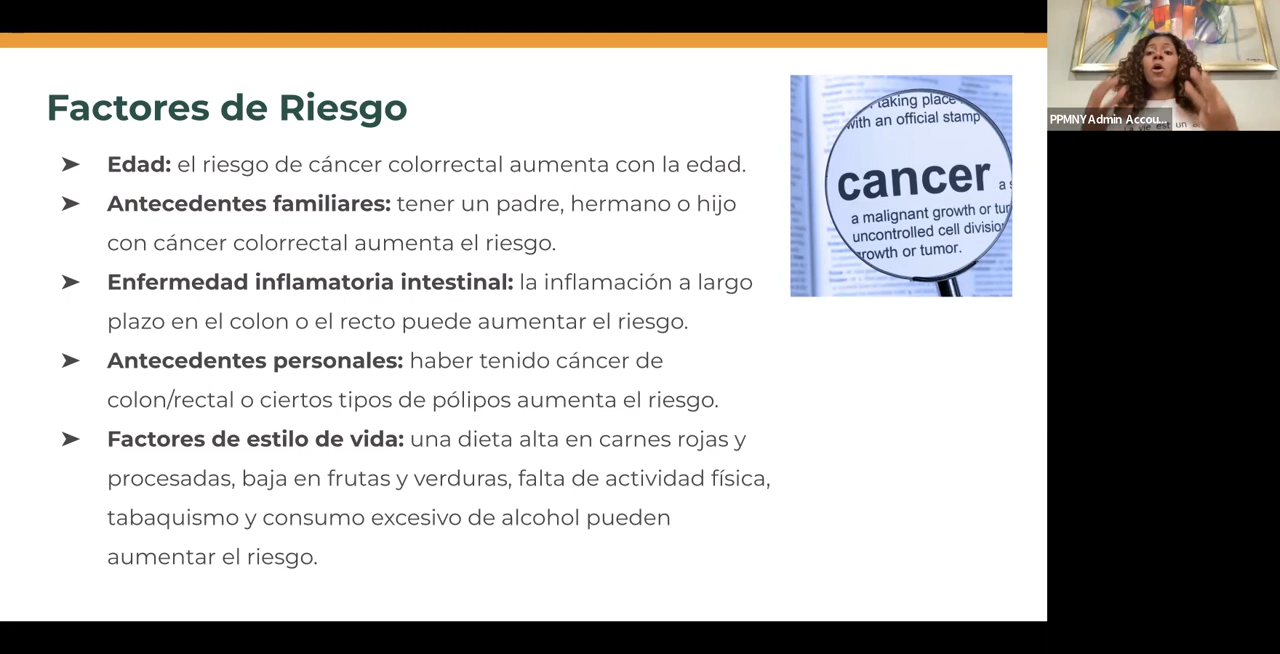 Factores de Riesgo
➤ Edad: el riesgo de cáncer colorrectal aumenta con la edad.
➤ Antecedentes familiares: tener un padre, hermano o hijo
con cáncer colorrectal aumenta el riesgo.
➤ Enfermedad inflamatoria intestinal: la inflamación a largo
plazo en el colon o el recto puede aumentar el riesgo.
➤ Antecedentes personales: haber tenido cáncer de
colon/rectal o ciertos tipos de pólipos aumenta el riesgo.
➤ Factores de estilo de vida: una dieta alta en carnes rojas y
procesadas, baja en frutas y verduras, falta de actividad física,
tabaquismo y consumo excesivo de alcohol pueden
aumentar el riesgo.
taking place
with an official stamp
cancer a
a malignant growth or
uncontrolled cell
growth or tumor.
PPMNY Admin Accou...
La vie est un